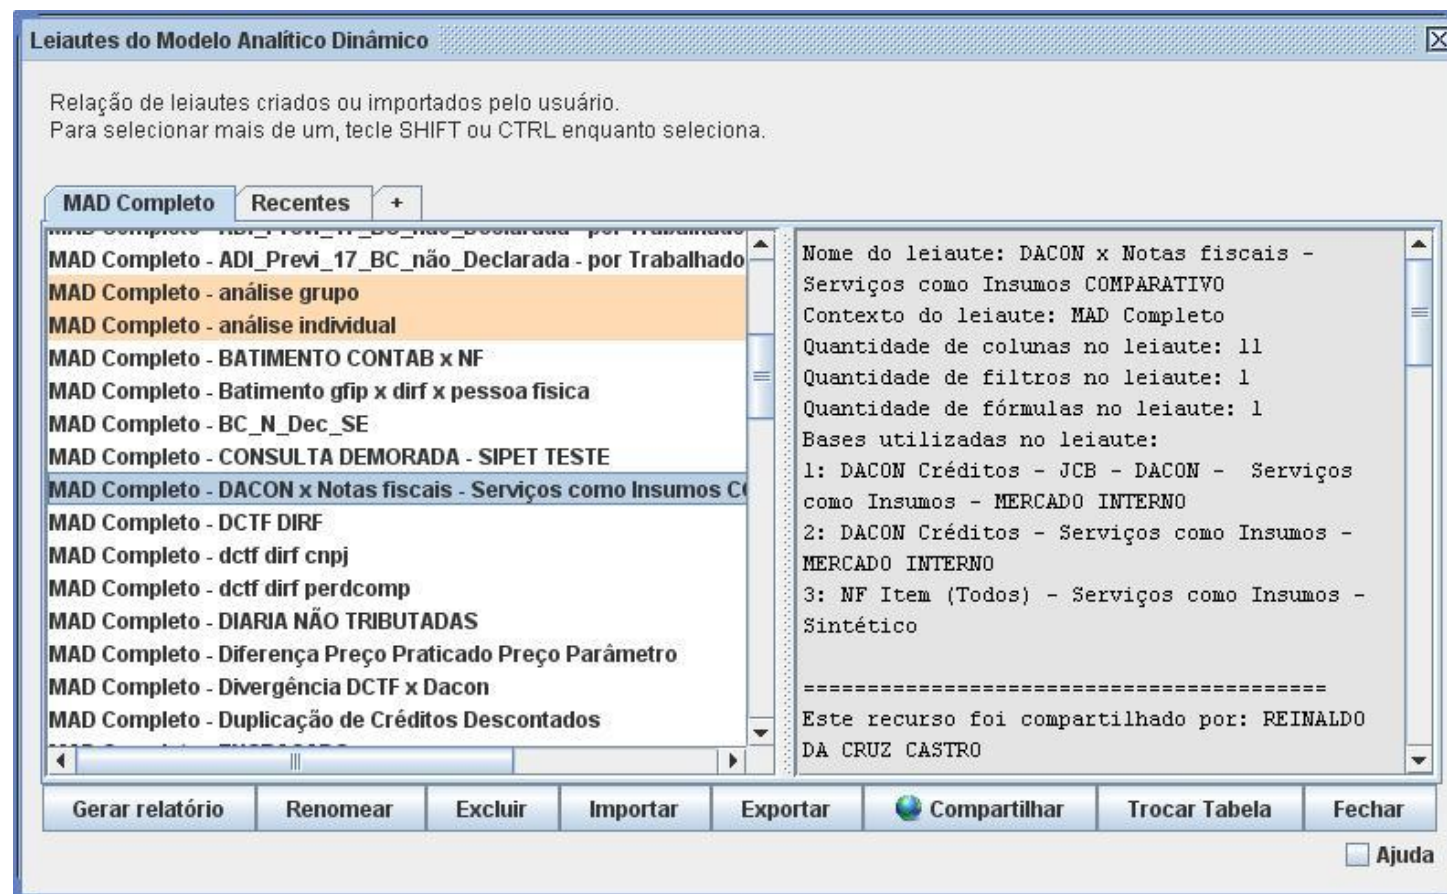 Leiautes do Modelo Analítico Dinâmico
Relação de leiautes criados ou importados pelo usuário.
Para selecionar mais de um, tecle SHIFT ou CTRL enquanto seleciona.
MAD Completo
Recentes
+
MAD Completo - ADI_Previ_17_BC_não_Declarada - por Trabalhado
MAD Completo - ADI_Previ_17_BC_não_Declarada - por Trabalhado
MAD Completo - análise grupo
MAD Completo - análise individual
MAD Completo - BATIMENTO CONTAB x NF
MAD Completo - Batimento gfip x dirf x pessoa fisica
MAD Completo - BC_N_Dec_SE
MAD Completo - CONSULTA DEMORADA - SIPET TESTE
MAD Completo - DACON x Notas fiscais - Serviços como Insumos CO
MAD Completo - DCTF DIRF
MAD Completo - dctf dirf cnpj
MAD Completo - dctf dirf perdcomp
MAD Completo - DIARIA NÃO TRIBUTADAS
MAD Completo - Diferença Preço Praticado Preço Parâmetro
MAD Completo - Divergência DCTF x Dacon
MAD Completo - Duplicação de Créditos Descontados
Nome do leiaute: DACON x Notas fiscais -
Serviços como Insumos COMPARATIVO
Contexto do leiaute: MAD Completo
Quantidade de colunas no leiaute: 11
Quantidade de filtros no leiaute: 1
Quantidade de fórmulas no leiaute: 1
Bases utilizadas no leiaute:
1: DACON Créditos - JCB - DACON -  Serviços
como Insumos - MERCADO INTERNO
2: DACON Créditos - Serviços como Insumos -
MERCADO INTERNO
3: NF Item (Todos) - Serviços como Insumos -
Sintético
=========================================
Este recurso foi compartilhado por: REINALDO
DA CRUZ CASTRO
Gerar relatório
Renomear
Excluir
Importar
Exportar
Compartilhar
Trocar Tabela
Fechar
Ajuda